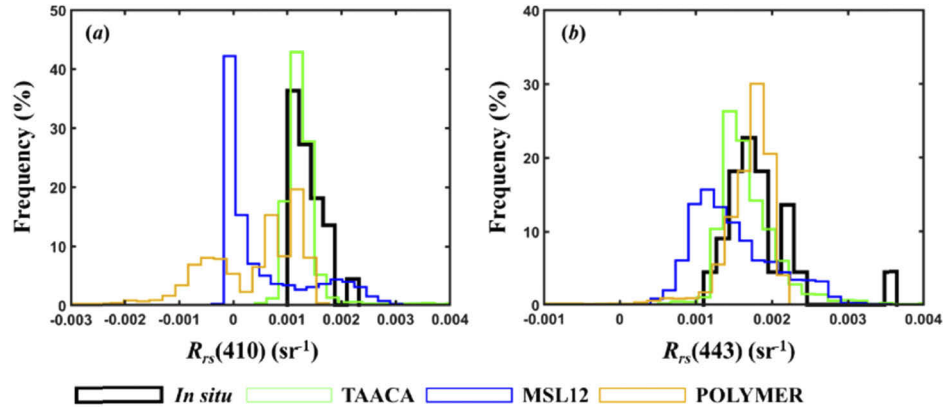 (a)
Frequency (%)
50
40
30
20
10
0
-0.003 -0.002 -0.001 0 0.001 0.002 0.003 0.004
Rrs(410) (sr-1)
(b)
Frequency (%)
40
30
20
10
0
-0.001 0 0.001 0.002 0.003 0.004
Rrs(443) (sr-1)
In situ TAACA MSL12 POLYMER